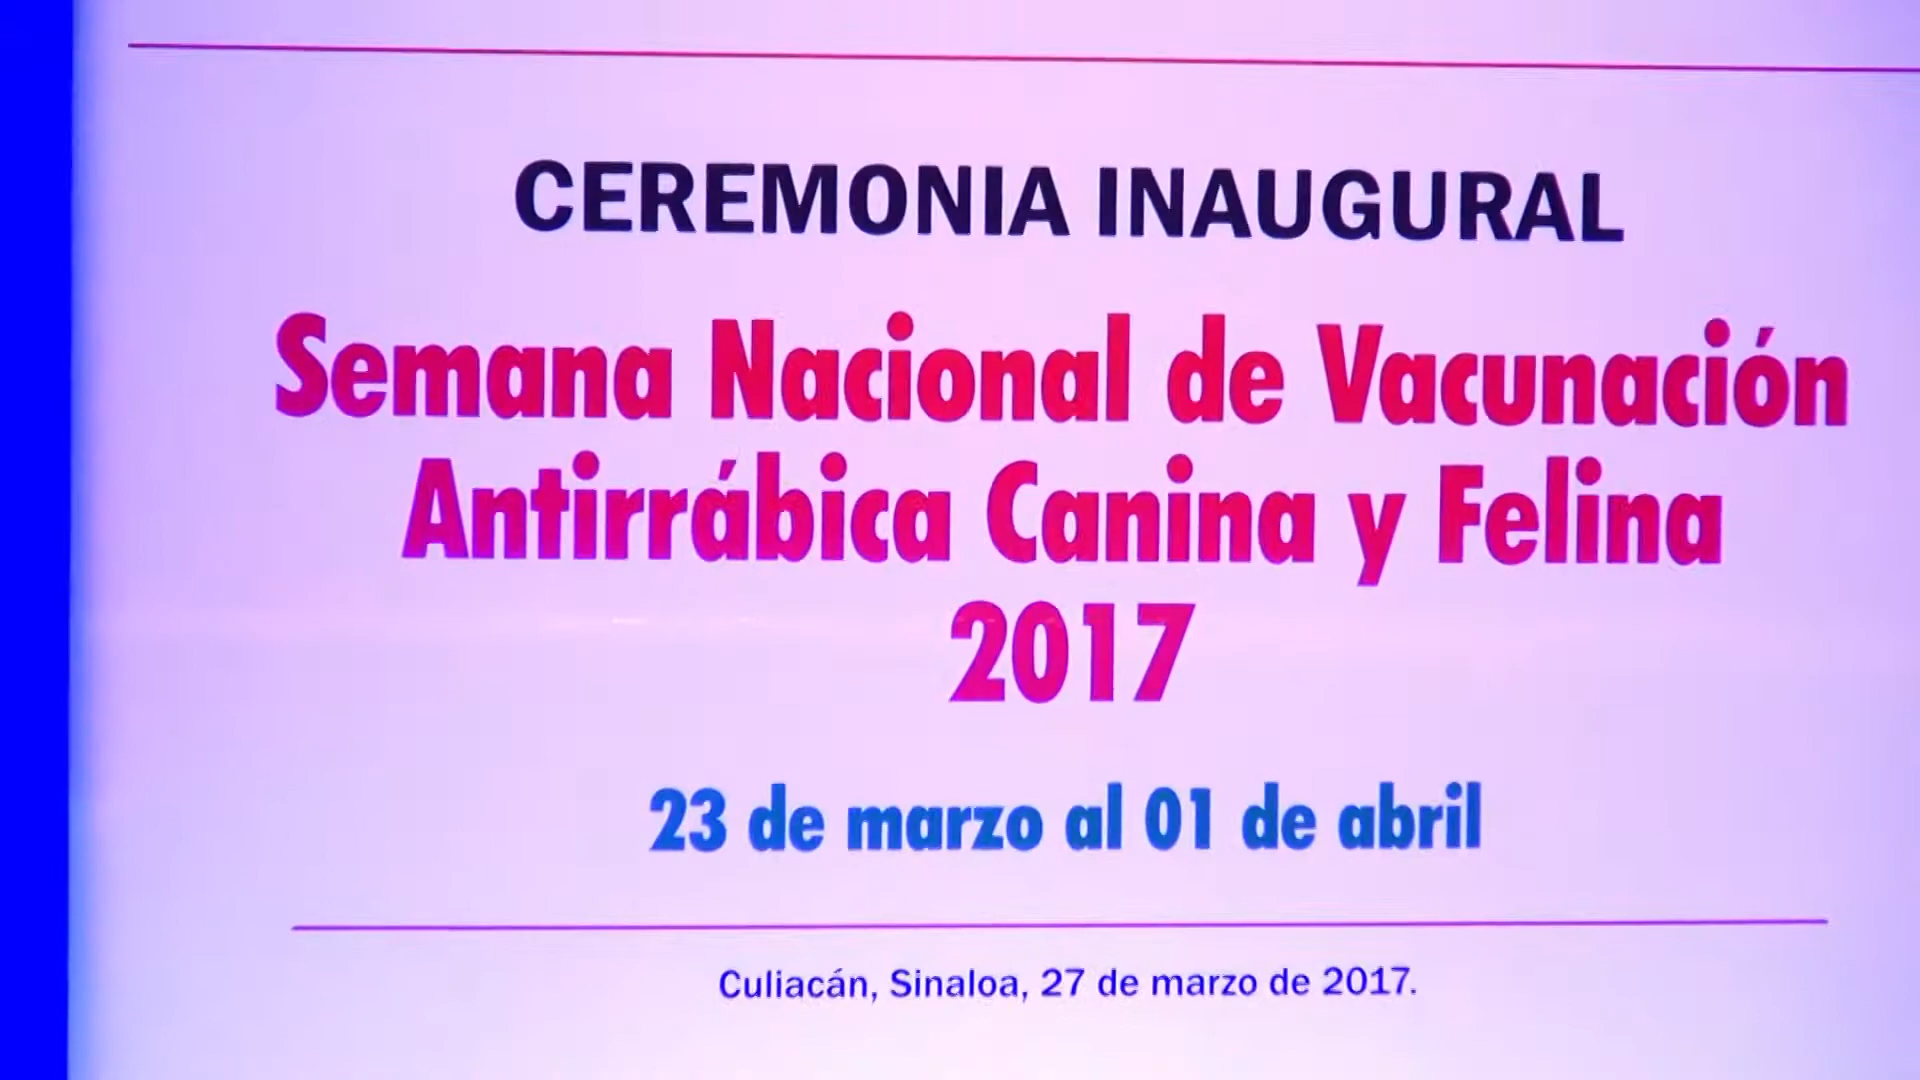 CEREMONIA INAUGURAL
Semana Nacional de Vacunación
Antirrábica Canina y Felina
2017
23 de marzo al 01 de abril
Culiacán, Sinaloa, 27 de marzo de 2017.